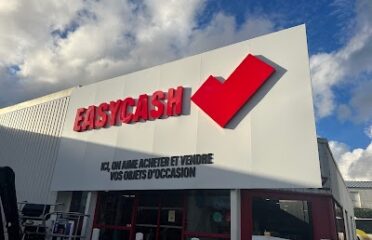 EASYCASH
ICI, ON AIME ACHETER ET VENDRE
VOS OBJETS D'OCCASION